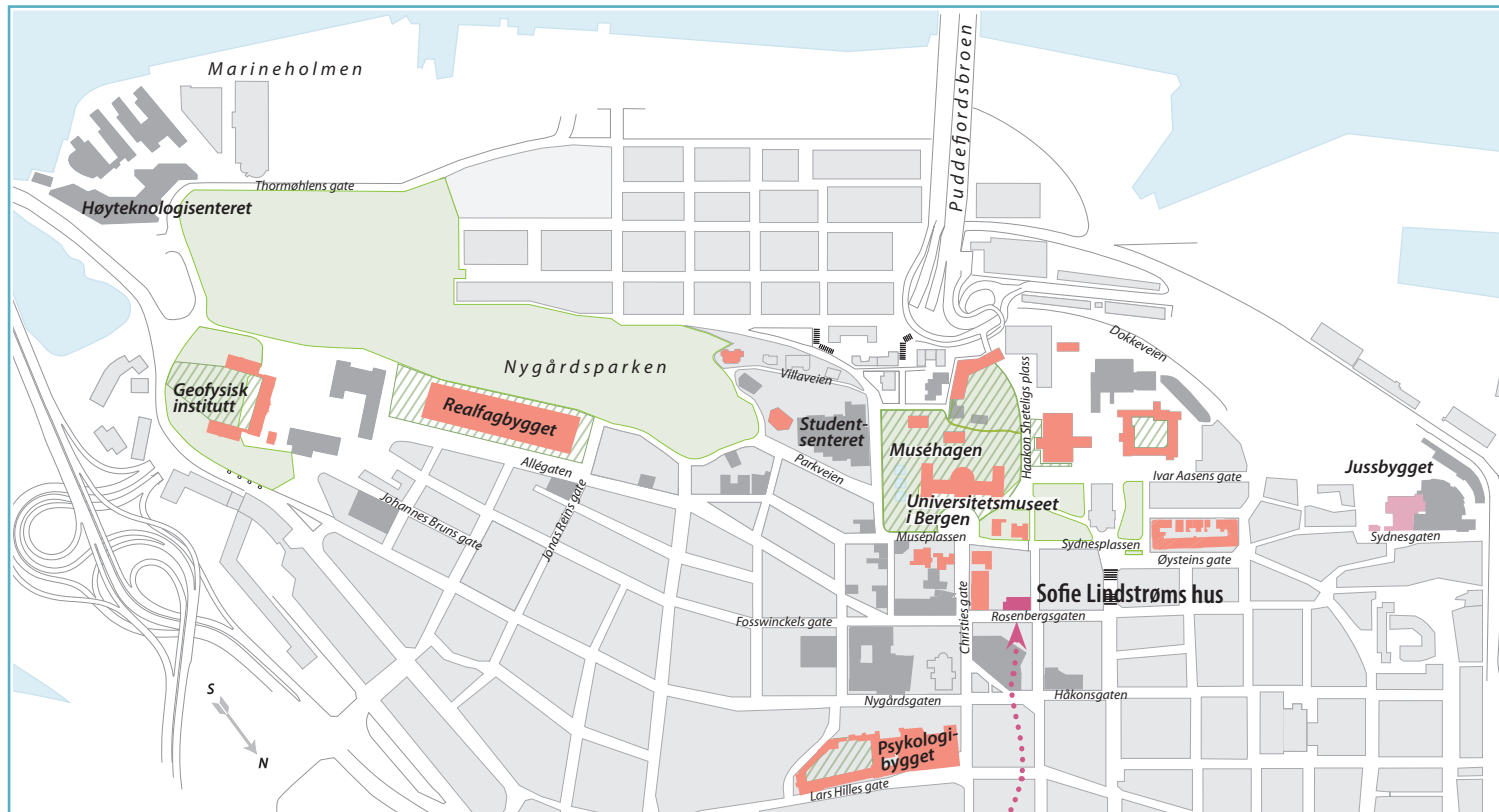 Marineholmen
Puddefjordsbroen
Thormøhlens gate
Høyteknologisenteret
Dokkeveien
Nygårdsparken
Villaveien
Haakon Sheteligs plass
Geofysisk
institutt
Realfagbygget
Student-
senteret
Muséhagen
Parkveien
Allégaten
Jussbygget
Ivar Aasens gate
Johannes Bruns gate
Jonas Reins gate
Universitetsmuseet
i Bergen
Muséplassen
Sydnesplassen
Sydnesgaten
Øysteins gate
Sofie Lindstrøms hus
Christies gate
Rosenbergsgaten
Fosswinckels gate
S
N
Nygårdsgaten
Håkonsgaten
Psykologi-
bygget
Lars Hilles gate